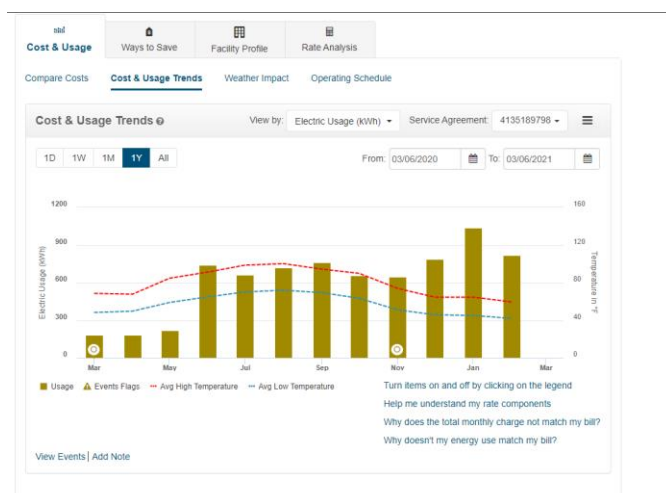 Cost & Usage Ways to Save Facility Profile Rate Analysis
Compare Costs Cost & Usage Trends Weather Impact Operating Schedule
Cost & Usage Trends View by: Electric Usage (kWh) Service Agreement: 4135189798
1D 1W 1M 1Y All From: 03/06/2020 To: 03/06/2021
1200 160
900 120
600 80
300 40
0 0
Electric Usage (kWh)
Temperature in °F
Mar May Jul Sep Nov Jan Mar
Usage Events Flags Avg High Temperature Avg Low Temperature
Turn items on and off by clicking on the legend
Help me understand my rate components
Why does the total monthly charge not match my bill?
Why doesn't my energy use match my bill?
View Events | Add Note